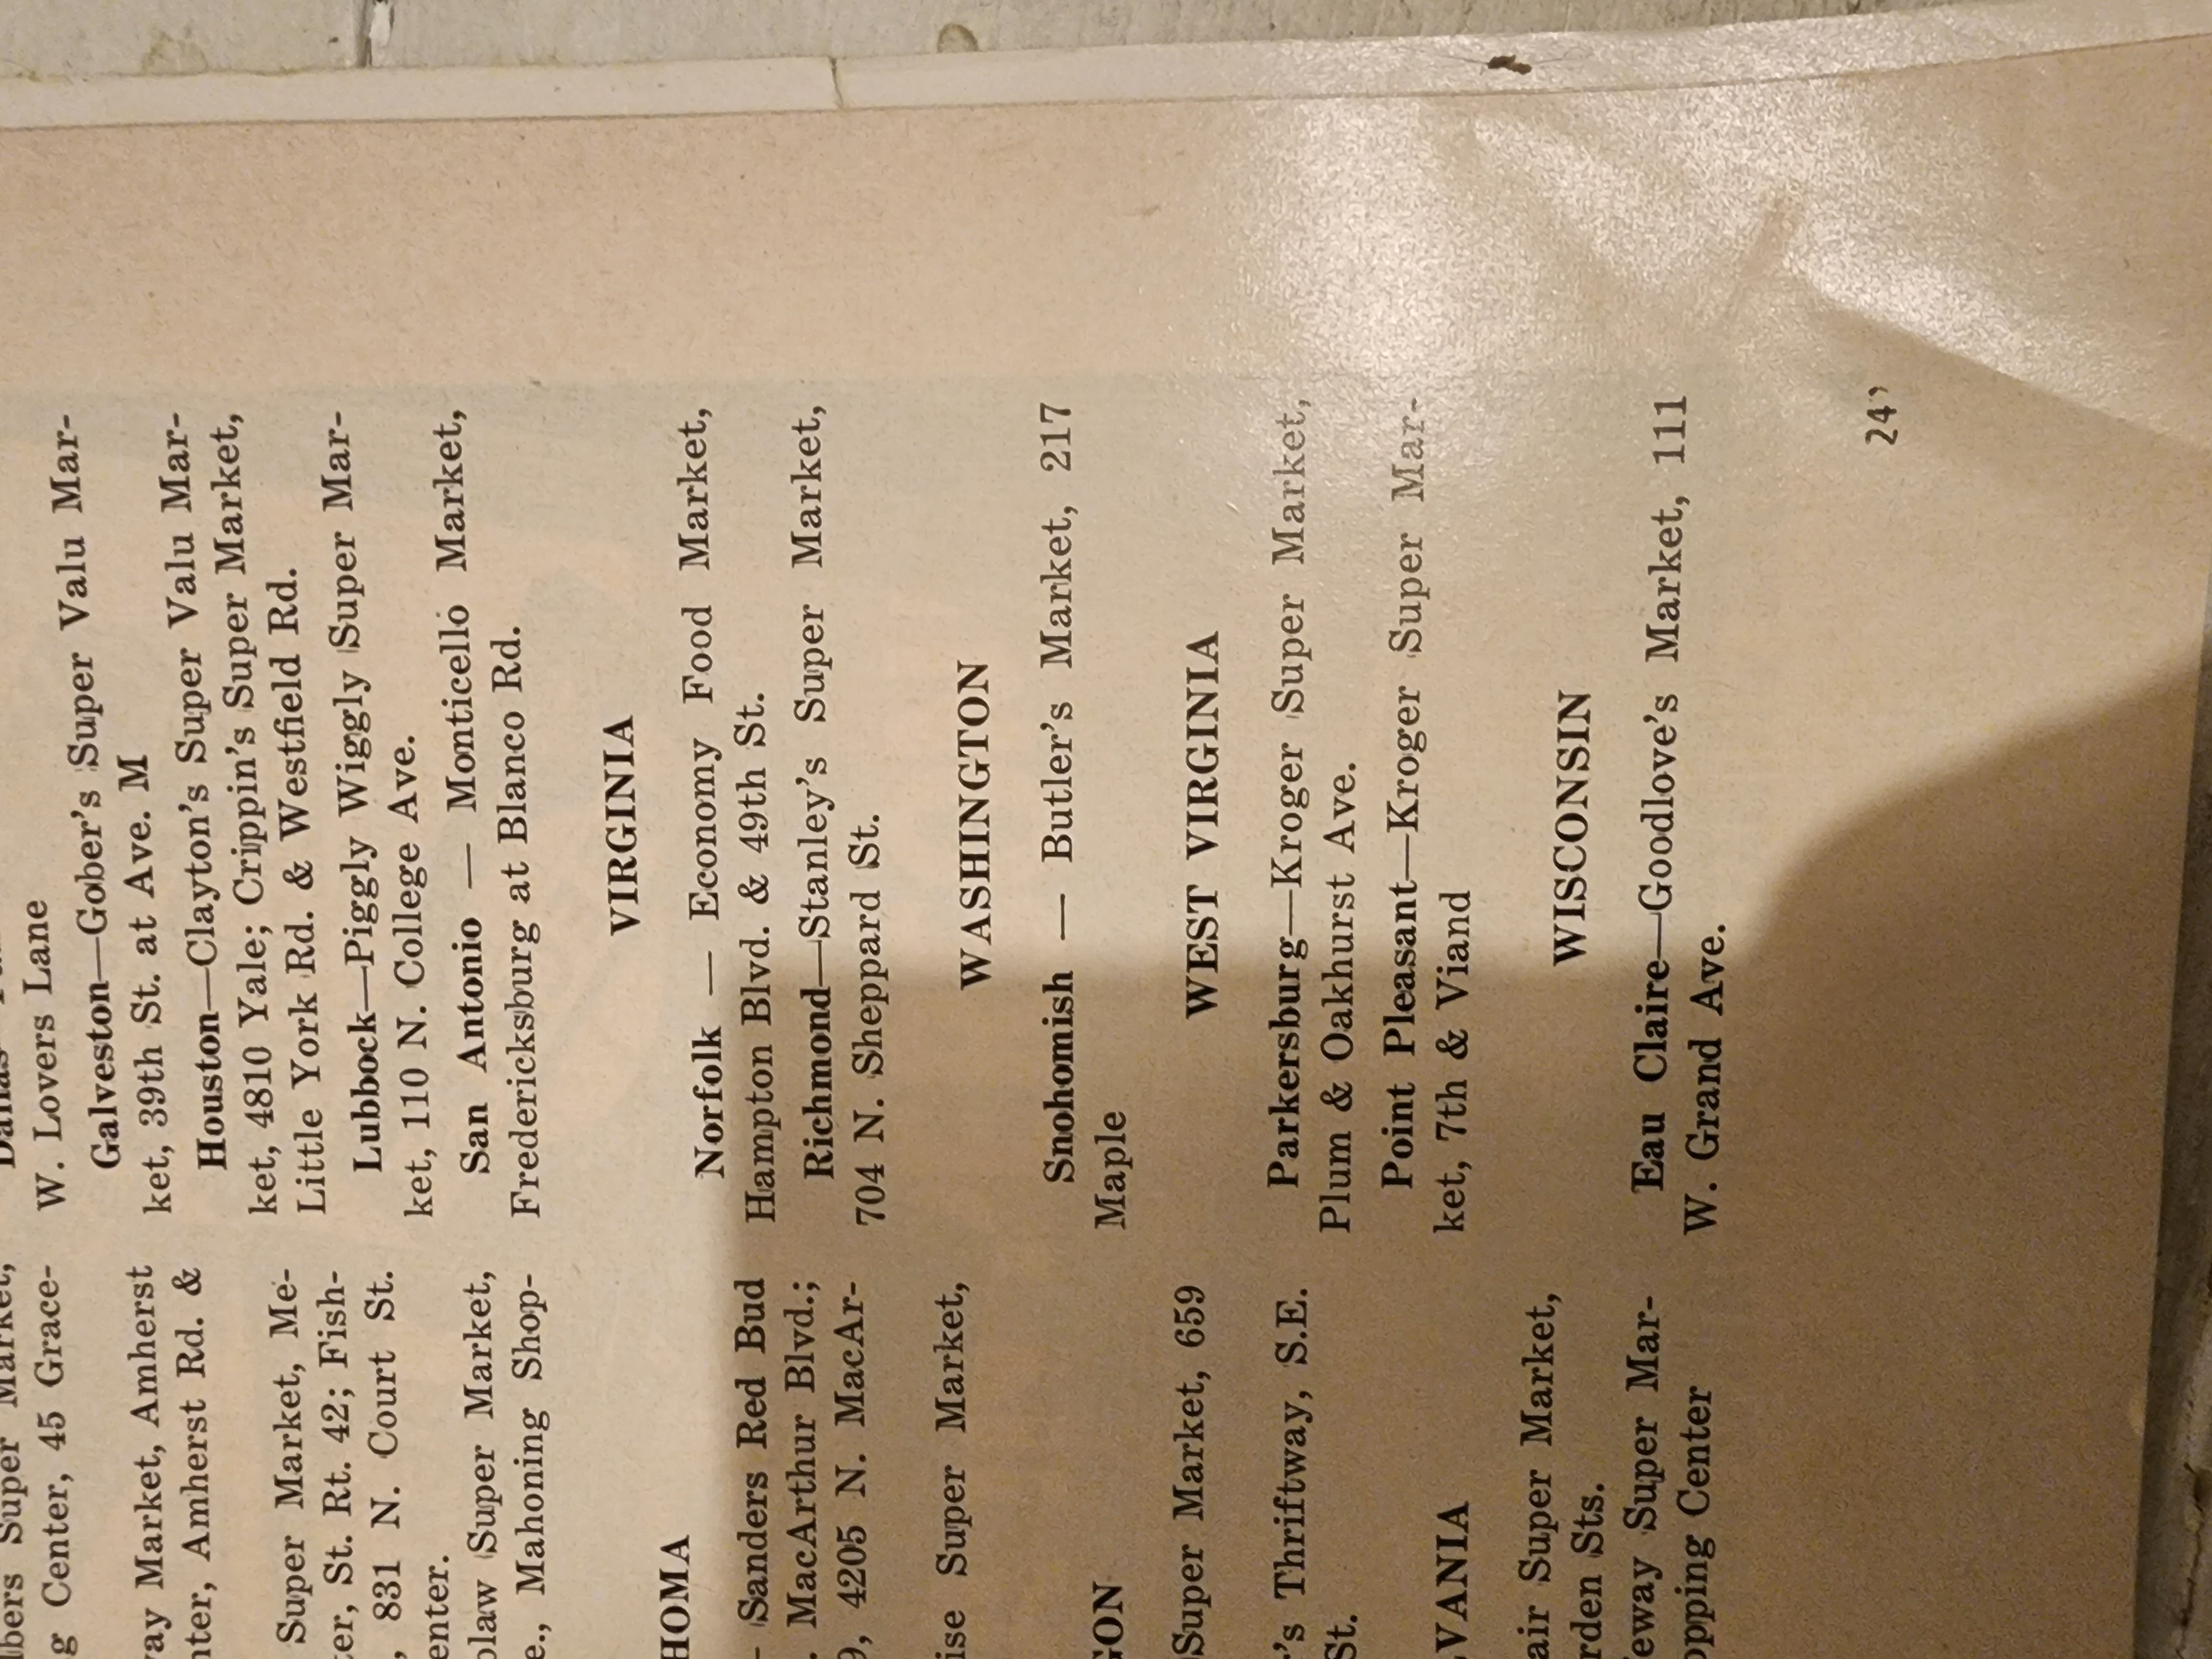 bers Super Market,
g Center, 45 Grace-
way Market, Amherst
nter, Amherst Rd. &
Super Market, Me-
ter, St. Rt. 42; Fish-
, 831 N. Court St.
enter.
olaw Super Market,
e., Mahoning Shop-
HOMA
- Sanders Red Bud
. MacArthur Blvd.;
9, 4205 N. MacAr-
ise Super Market,
GON
Super Market, 659
's Thriftway, S.E.
St.
VANIA
air Super Market,
rden Sts.
eway Super Mar-
opping Center
W. Lovers Lane
Galveston—Gober's Super Valu Mar-
ket, 39th St. at Ave. M
Houston—Clayton's Super Valu Mar-
ket, 4810 Yale; Crippin's Super Market,
Little York Rd. & Westfield Rd.
Lubbock—Piggly Wiggly Super Mar-
ket, 110 N. College Ave.
San Antonio — Monticello Market,
Fredericksburg at Blanco Rd.
VIRGINIA
Norfolk — Economy Food Market,
Hampton Blvd. & 49th St.
Richmond—Stanley's Super Market,
704 N. Sheppard St.
WASHINGTON
Snohomish — Butler's Market, 217
Maple
WEST VIRGINIA
Parkersburg—Kroger Super Market,
Plum & Oakhurst Ave.
Point Pleasant—Kroger Super Mar-
ket, 7th & Viand
WISCONSIN
Eau Claire—Goodlove's Market, 111
W. Grand Ave.